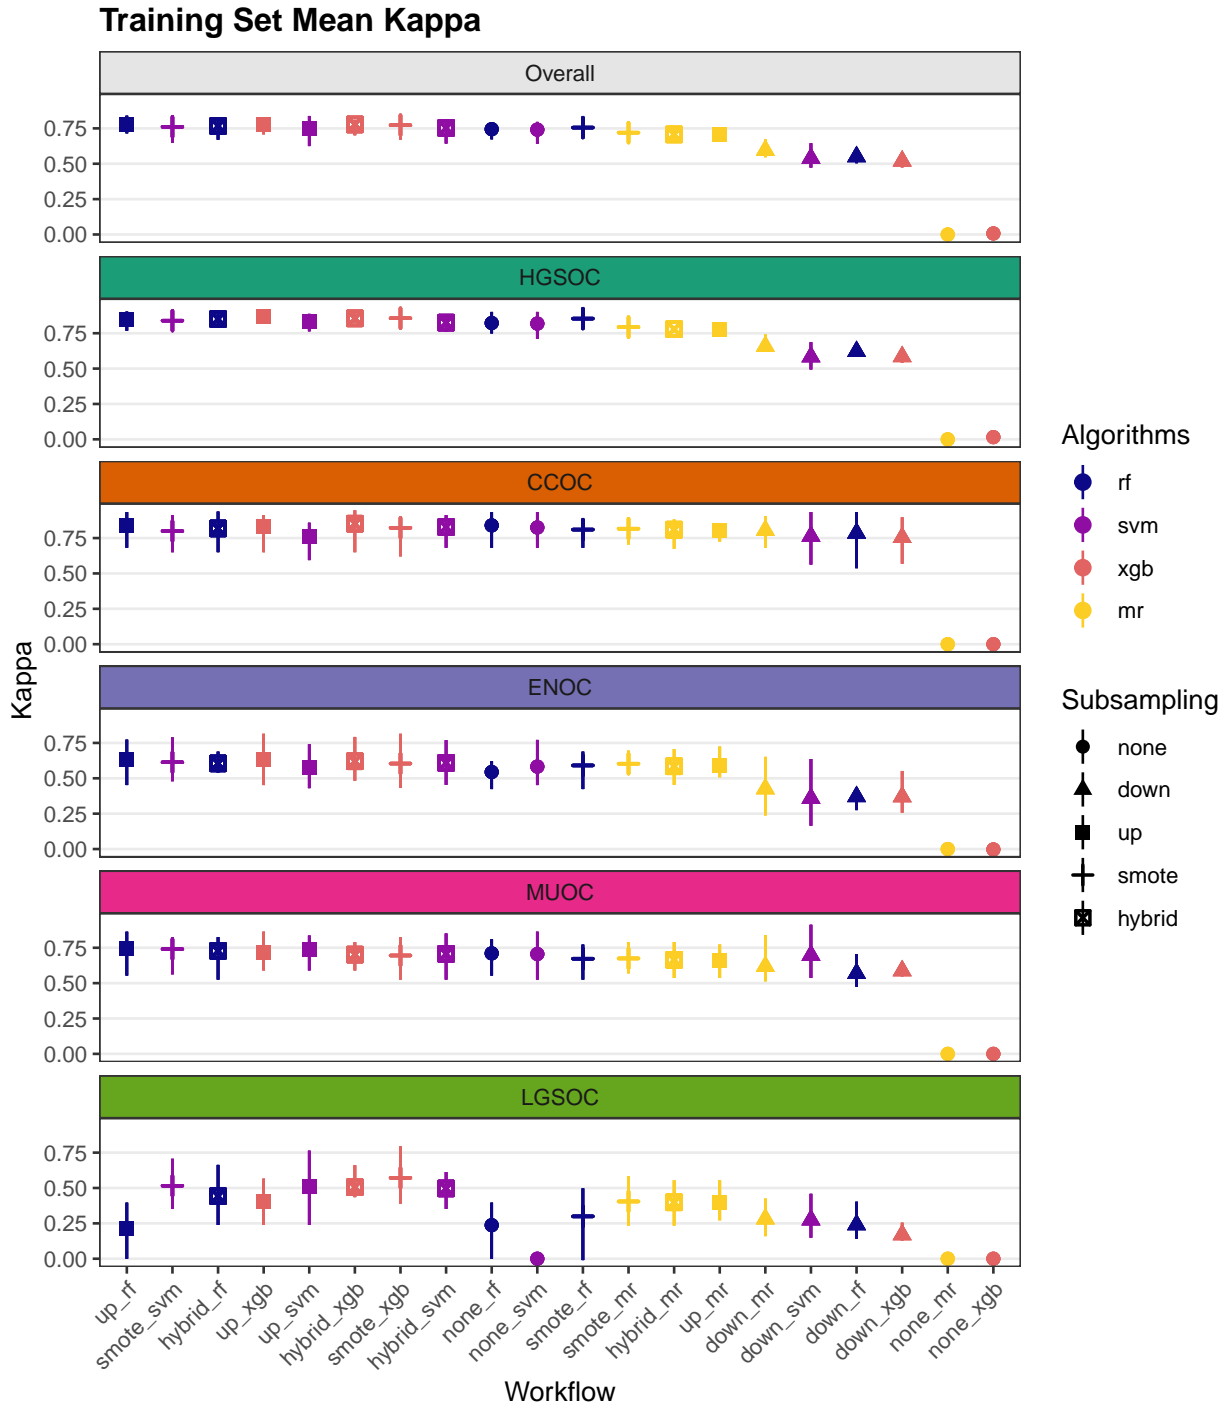 Training Set Mean Kappa
Overall
0.75
0.50
0.25
0.00
HGSOC
0.75
0.50
0.25
0.00
CCOC
0.75
0.50
0.25
0.00
ENOC
0.75
0.50
0.25
0.00
MUOC
0.75
0.50
0.25
0.00
LGSOC
0.75
0.50
0.25
0.00
Kappa
up_rf
smote_svm
hybrid_rf
up_xgb
up_svm
hybrid_xgb
smote_xgb
hybrid_svm
none_rf
none_svm
smote_rf
smote_mr
hybrid_mr
up_mr
down_mr
down_svm
down_rf
down_xgb
none_mr
none_xgb
Workflow
Algorithms
rf
svm
xgb
mr
Subsampling
none
down
up
smote
hybrid